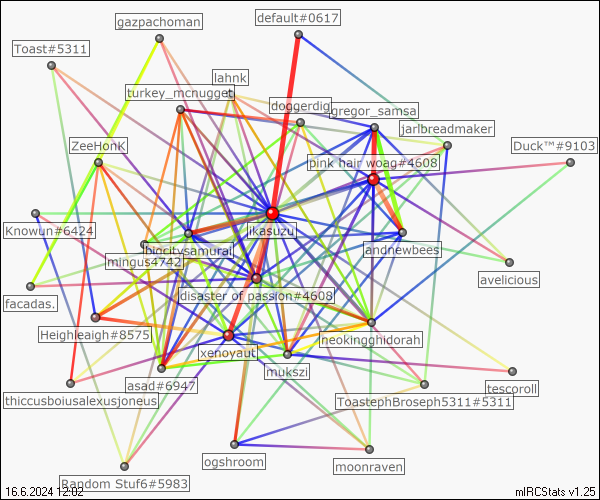 default#0617
gazpachoman
Toast#5311
lahnk
turkey_mcnugget
doggerdig
gregor_samsa
jarlbreadmaker
ZeeHonK
Duck™#9103
pink hair woag#4608
Knowun#6424
ikasuzu
bigcitysamurai
andnewbees
mingus4742
avelicious
facadas.
disaster of passion#4608
Heighleaigh#8575
neokingghidorah
xenoyaut
mukszi
asad#6947
tescoroll
thiccusboiusalexusjoneus
ToastephBroseph5311#5311
ogshroom
moonraven
Random Stuf6#5983
16.6.2024 12:02
mIRCStats v1.25